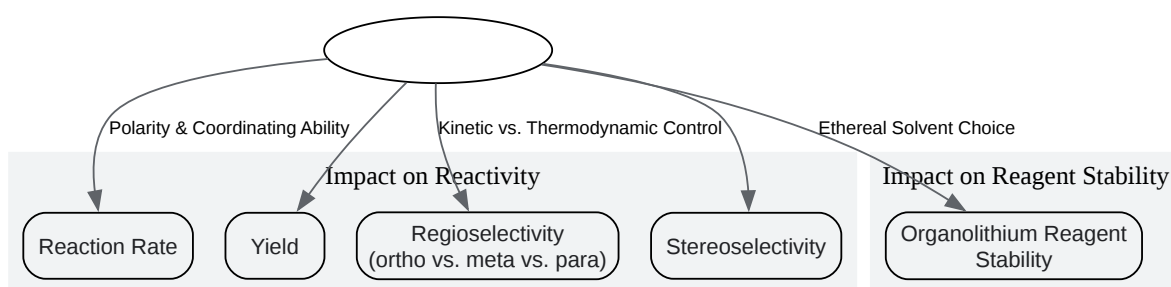 Polarity & Coordinating Ability
Kinetic vs. Thermodynamic Control
Ethereal Solvent Choice
Impact on Reactivity
Impact on Reagent Stability
Reaction Rate
Yield
Regioselectivity
(ortho vs. meta vs. para)
Stereoselectivity
Organolithium Reagent
Stability